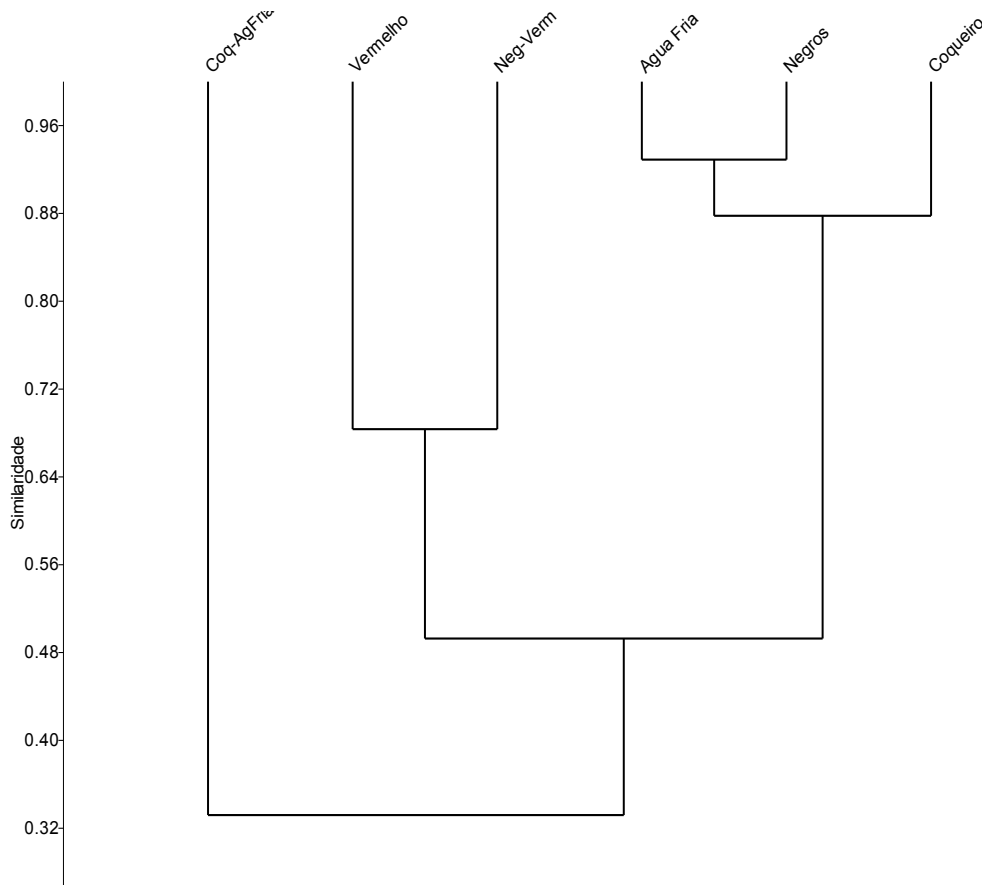 Coq-AgFria
Vermelho
Neg-Verm
Agua Fria
Negros
Coqueiro
0.96
0.88
0.80
0.72
0.64
0.56
0.48
0.40
0.32
Similaridade